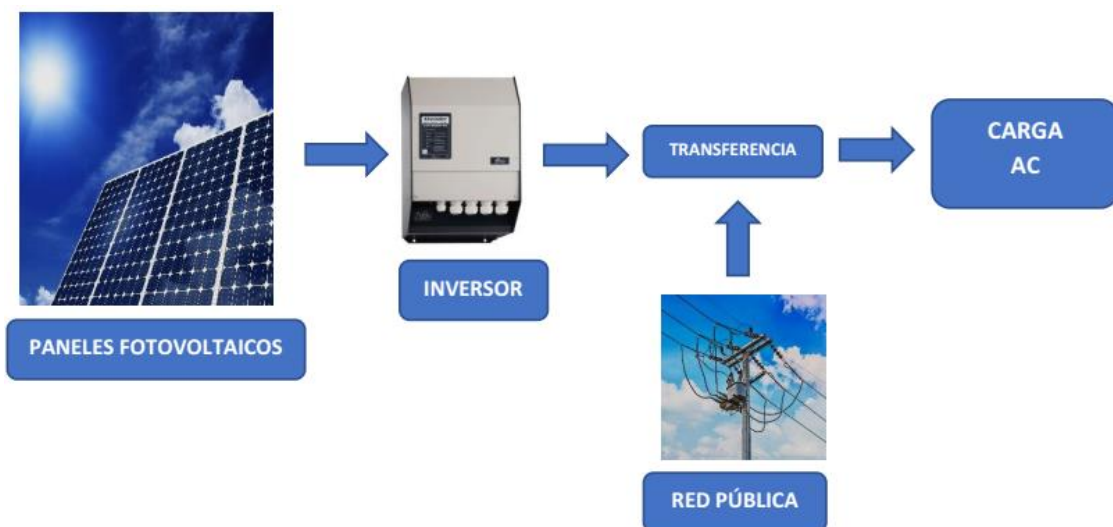 TRANSFERENCIA
CARGA
AC
INVERSOR
PANELES FOTOVOLTAICOS
RED PÚBLICA